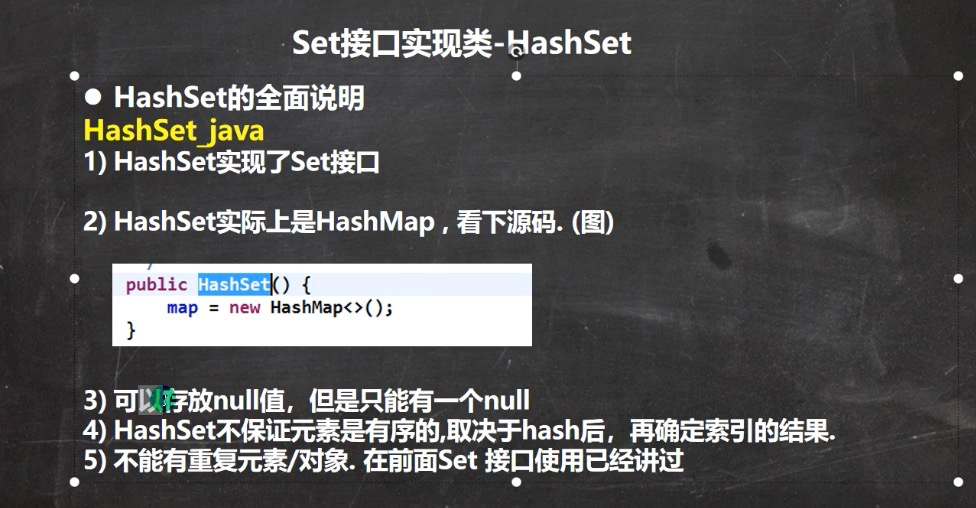 Set接口实现类-HashSet
● HashSet的全面说明
HashSet_java
1) HashSet实现了Set接口
2) HashSet实际上是HashMap , 看下源码. (图)
public HashSet() {
map = new HashMap<>();
}
3) 可以存放null值，但是只能有一个null
4) HashSet不保证元素是有序的,取决于hash后，再确定索引的结果.
5) 不能有重复元素/对象. 在前面Set 接口使用已经讲过